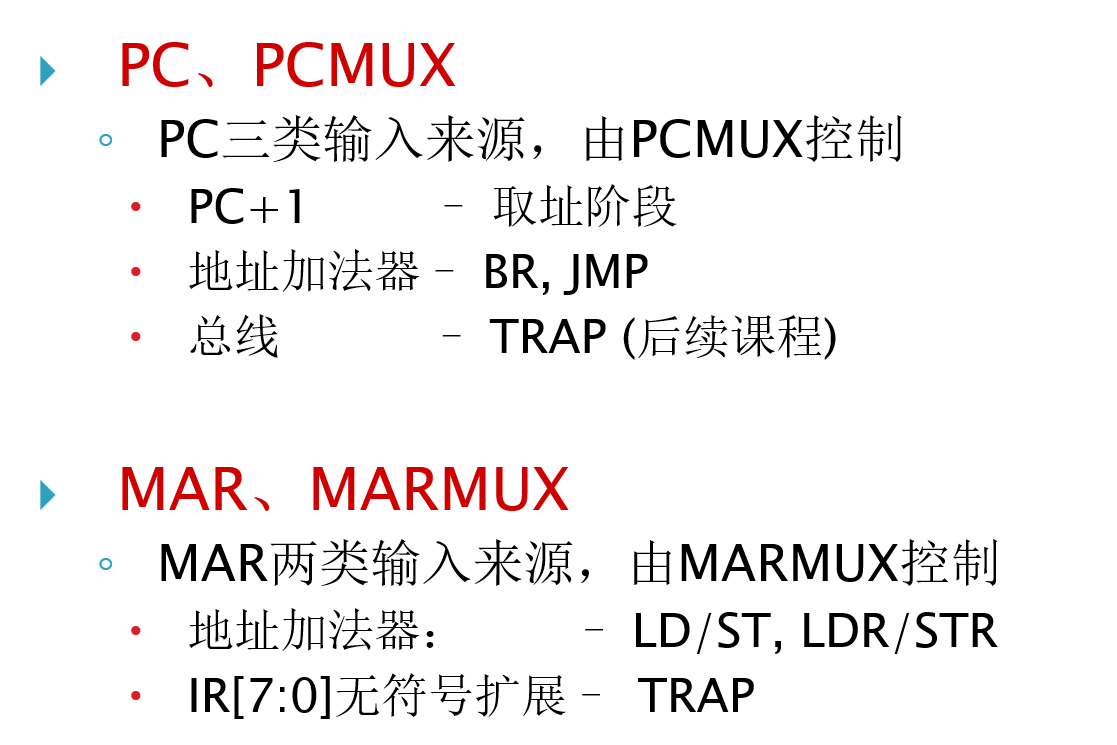 PC、PCMUX
PC三类输入来源，由PCMUX控制
PC+1 – 取址阶段
地址加法器 – BR, JMP
总线 – TRAP (后续课程)
MAR、MARMUX
MAR两类输入来源，由MARMUX控制
地址加法器： – LD/ST, LDR/STR
IR[7:0]无符号扩展 – TRAP